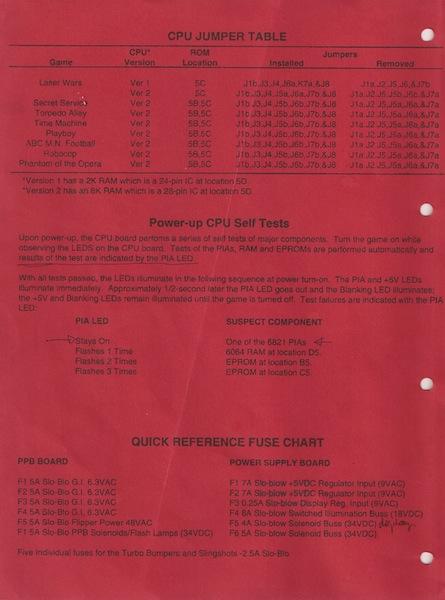 CPU JUMPER TABLE
CPU* ROM Jumpers
Game Version Location Installed Removed
Laser Wars Ver 1 5C J1b,J3,J4,J6a,K7a,&J8 J1a,J2,J5,J6,&J7b
Ver 2 5C J1b,J3,J4,J5a,J6a,J7b,&J8 J1a,J2,J5b,J6b,&J7a
Secret Service Ver 2 5B,5C J1b,J3,J4,J5b,J6b,J7b,&J8 J1a,J2,J5a,J6a,&J7a
Torpedo Alley Ver 2 5B,5C J1b,J3,J4,J5b,J6b,J7b,&J8 J1a,J2,J5a,J6a,&J7a
Time Machine Ver 2 5B,5C J1b,J3,J4,J5b,J6b,J7b,&J8 J1a,J2,J5a,J6a,&J7a
Playboy Ver 2 5B,5C J1b,J3,J4,J5b,J6b,J7b,&J8 J1a,J2,J5a,J6a,&J7a
ABC M.N. Football Ver 2 5B,5C J1b,J3,J4,J5b,J6b,J7b,&J8 J1a,J2,J5a,J6a,&J7a
Robocop Ver 2 5B,5C J1b,J3,J4,J5b,J6b,J7b,&J8 J1a,J2,J5a,J6a,&J7a
Phantom of the Opera Ver 2 5B,5C J1b,J3,J4,J5b,J6b,J7b,&J8 J1a,J2,J5a,J6a,&J7a
*Version 1 has a 2K RAM which is a 24-pin IC at location 5D.
*Version 2 has an 8K RAM which is a 28-pin IC at location 5D.
Power-up CPU Self Tests
Upon power-up, the CPU board performs a series of self tests of major components. Turn the game on while
observing the LEDS on the CPU board. Tests of the PIAs, RAM and EPROMs are performed automatically and
results of the test are indicated by the PIA LED.
With all tests passed, the LEDs illuminate in the following sequence at power turn-on. The PIA and +5V LEDs
illuminate immediately. Approximately 1/2-second later the PIA LED goes out and the Blanking LED illuminates;
the +5V and Blanking LEDs remain illuminated until the game is turned off. Test failures are indicated with the PIA
LED:
PIA LED SUSPECT COMPONENT
Stays On One of the 6821 PIAs
Flashes 1 Time 6064 RAM at location D5.
Flashes 2 Times EPROM at location B5.
Flashes 3 Times EPROM at location C5.
QUICK REFERENCE FUSE CHART
PPB BOARD
F1 5A Slo-Blo G.I. 6.3VAC
F2 5A Slo-Blo G.I. 6.3VAC
F3 5A Slo-Blo G.I. 6.3VAC
F4 5A Slo-Blo G.I. 6.3VAC
F5 5A Slo-Blo Flipper Power 48VAC
F1 5A Slo-Blo PPB Solenoids/Flash Lamps (34VDC)
POWER SUPPLY BOARD
F1 7A Slo-blow +5VDC Regulator Input (9VAC)
F2 7A Slo-blow +5VDC Regulator Input (9VAC)
F3 0.25A Slo-blow Display Reg. Input (9VAC)
F4 8A Slo-blow Switched Illumination Buss (18VDC)
F5 4A Slo-blow Solenoid Buss (34VDC) display
F6 5A Slo-blow Solenoid Buss (34VDC)
Five Individual fuses for the Turbo Bumpers and Slingshots -2.5A Slo-Blo